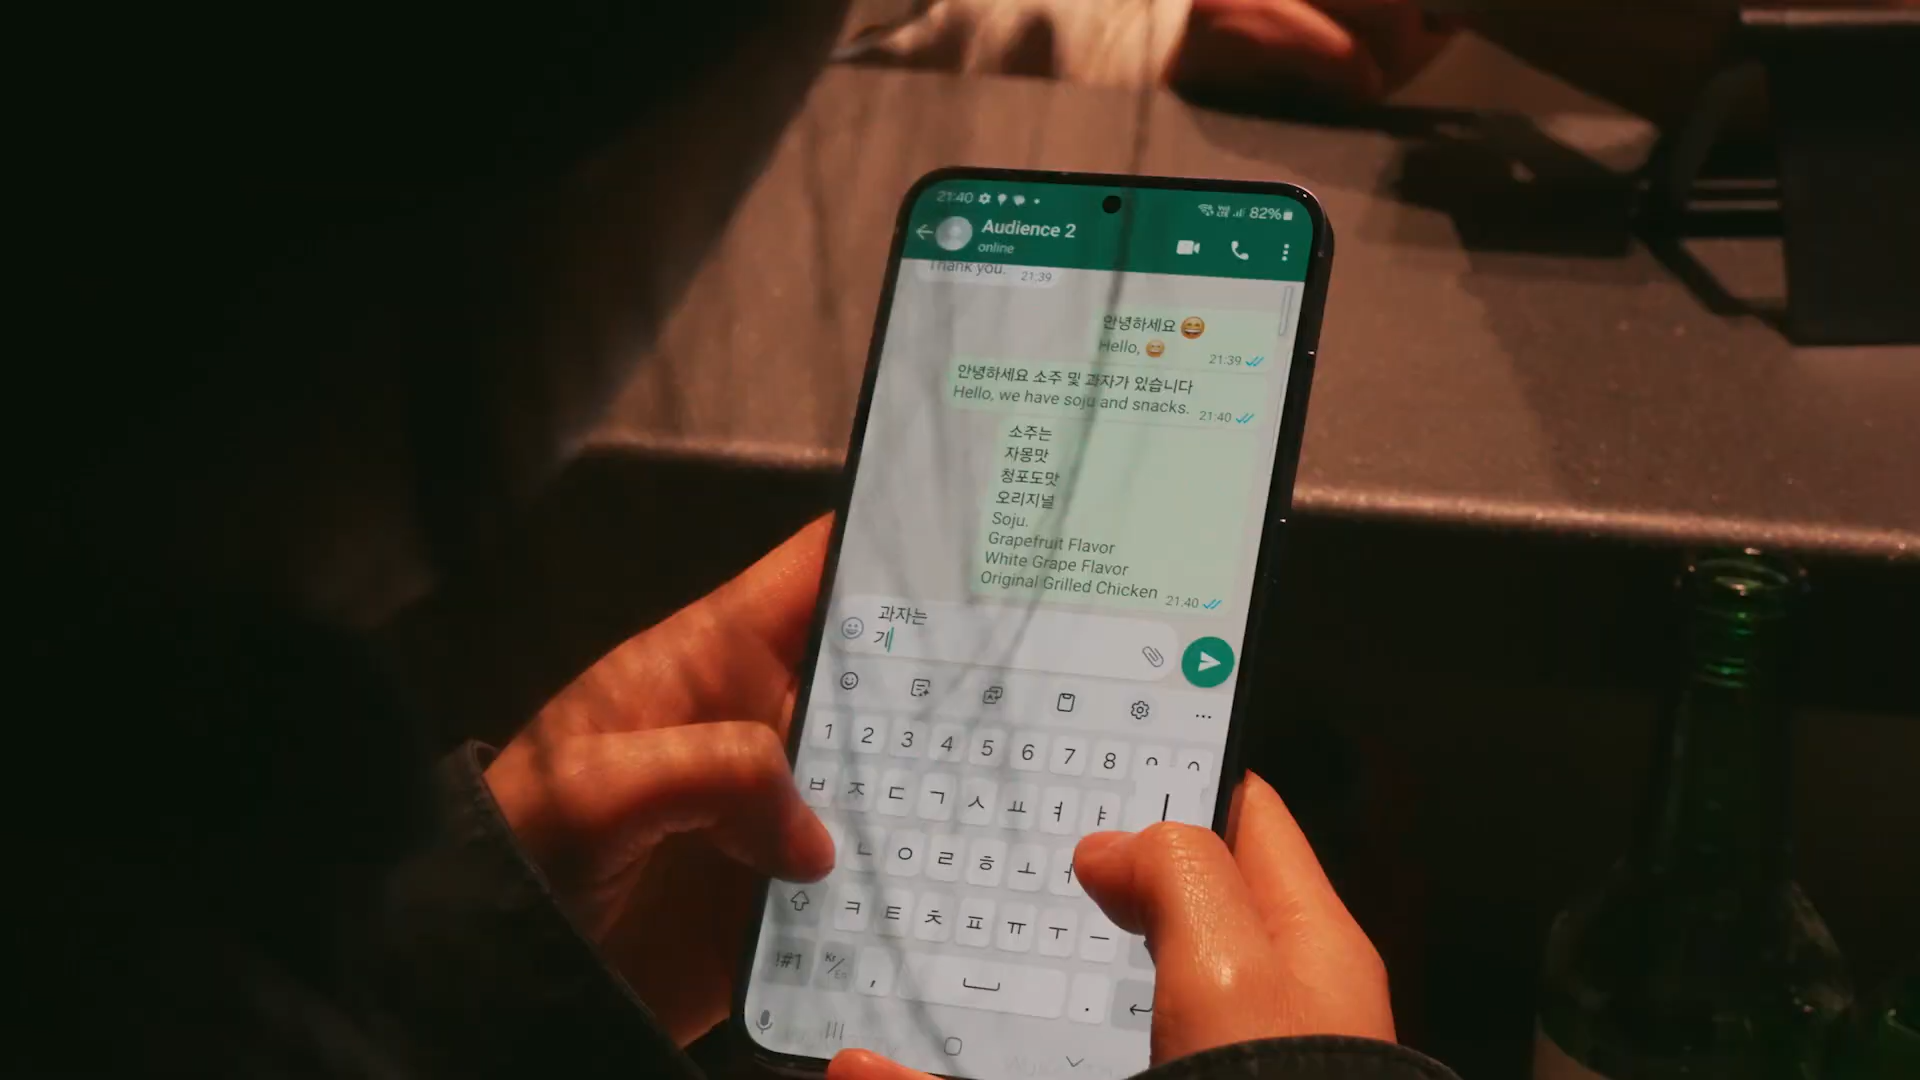 21:40
82%
Audience 2
online
Thank you. 21:39
안녕하세요 😄
Hello, 😄
21:39
안녕하세요 소주 및 과자가 있습니다
Hello, we have soju and snacks. 21:40
소주는
자몽맛
청포도맛
오리지널
Soju.
Grapefruit Flavor
White Grape Flavor
Original Grilled Chicken 21:40
과자는
기
1 2 3 4 5 6 7 8 9 0
ㅂ ㅈ ㄷ ㄱ ㅅ ㅛ ㅕ ㅑ ㅣ
ㄴ ㅇ ㄹ ㅎ ㅗ ㅓ
ㅋ ㅌ ㅊ ㅍ ㅠ ㅜ ㅡ
!#1 Kr/En , .